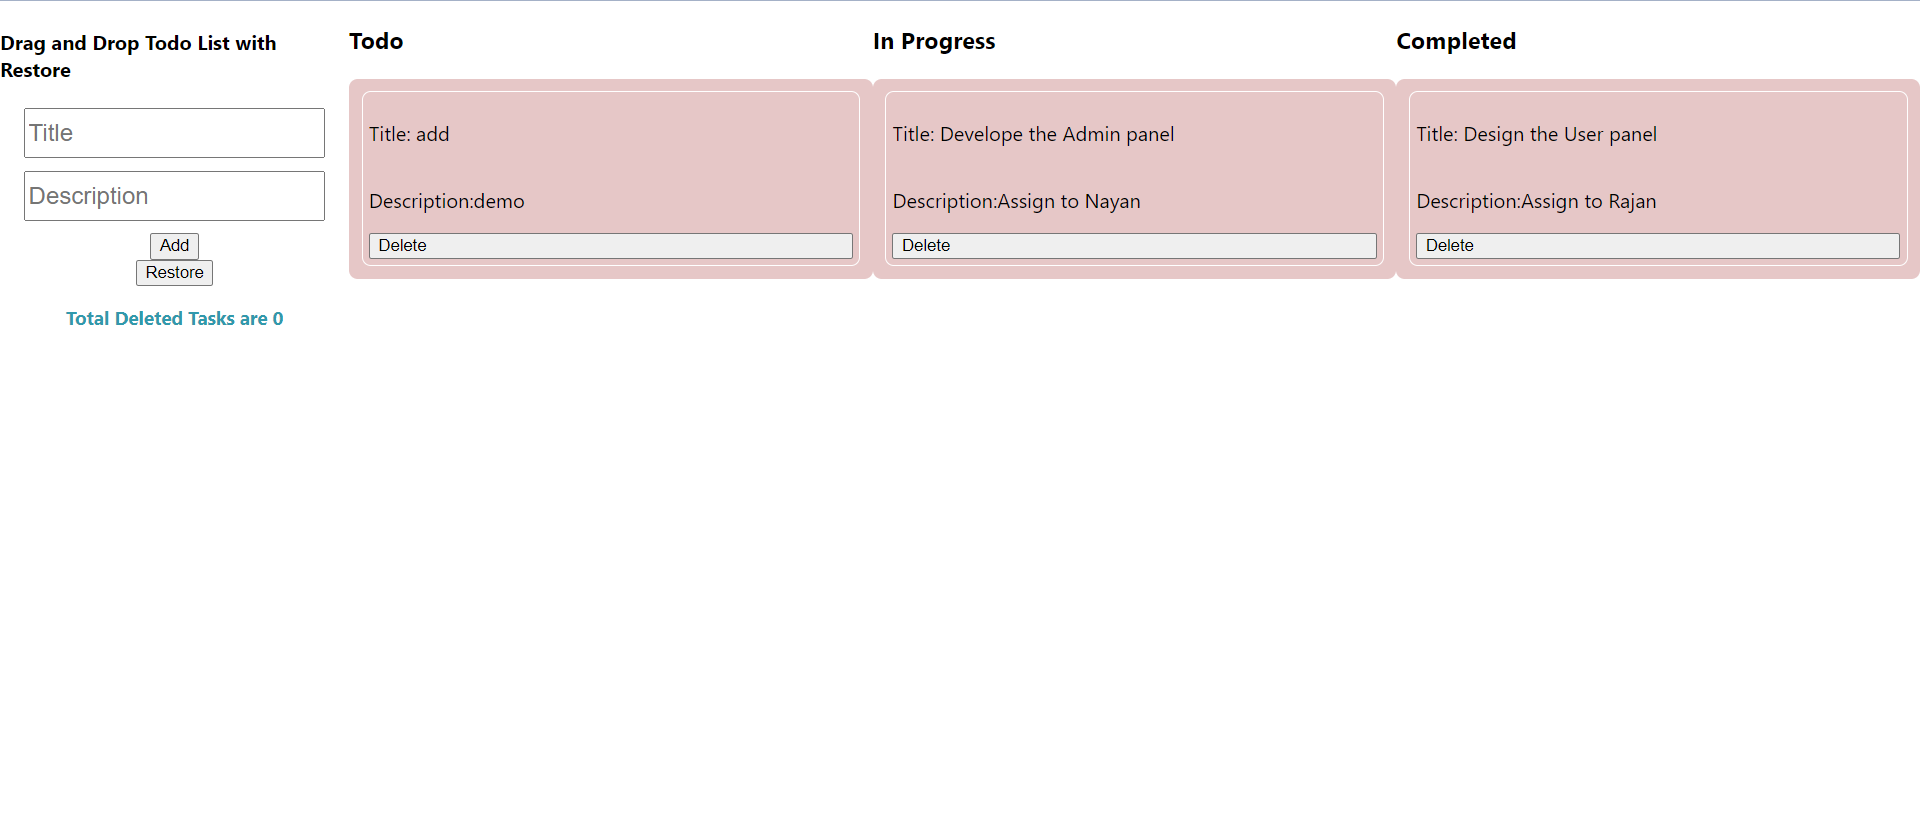 Drag and Drop Todo List with
Restore
Title
Description
Add
Restore
Total Deleted Tasks are 0
Todo
Title: add
Description:demo
Delete
In Progress
Title: Develope the Admin panel
Description:Assign to Nayan
Delete
Completed
Title: Design the User panel
Description:Assign to Rajan
Delete